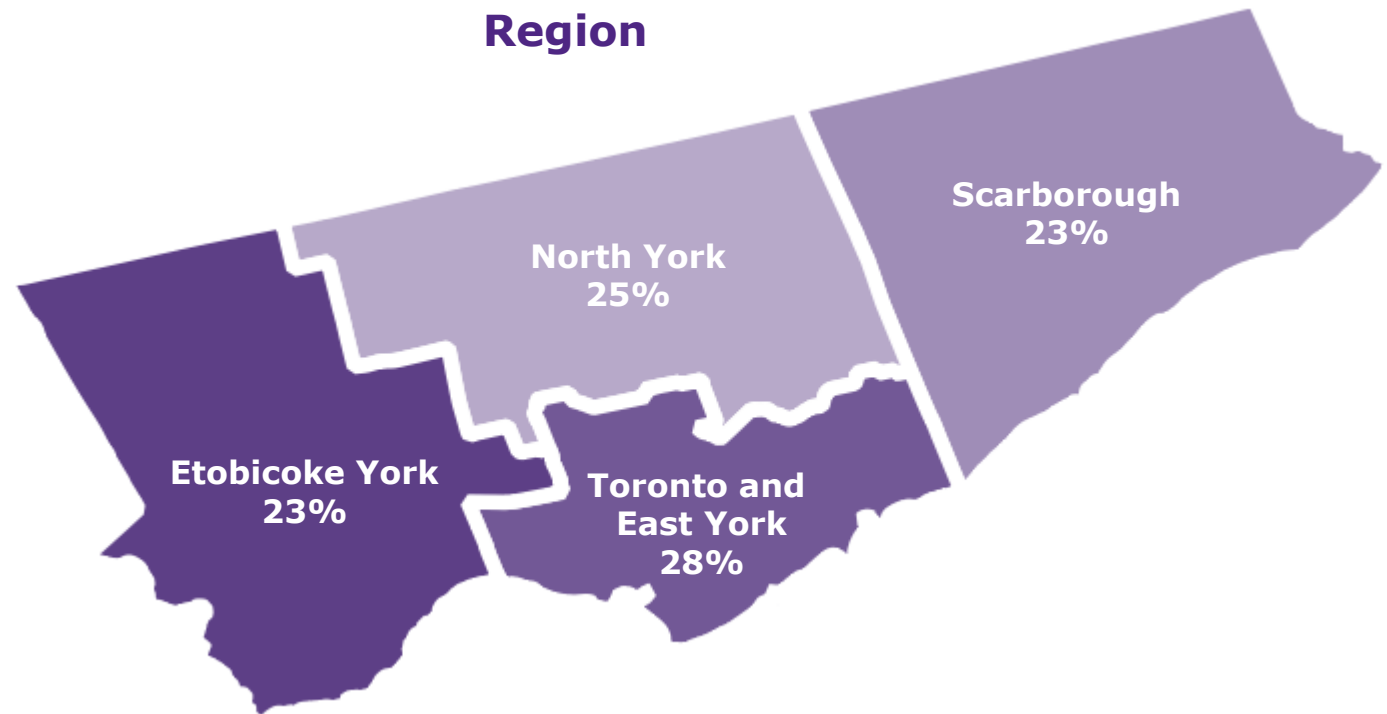 Region
Scarborough
23%
North York
25%
Etobicoke York
23%
Toronto and
East York
28%